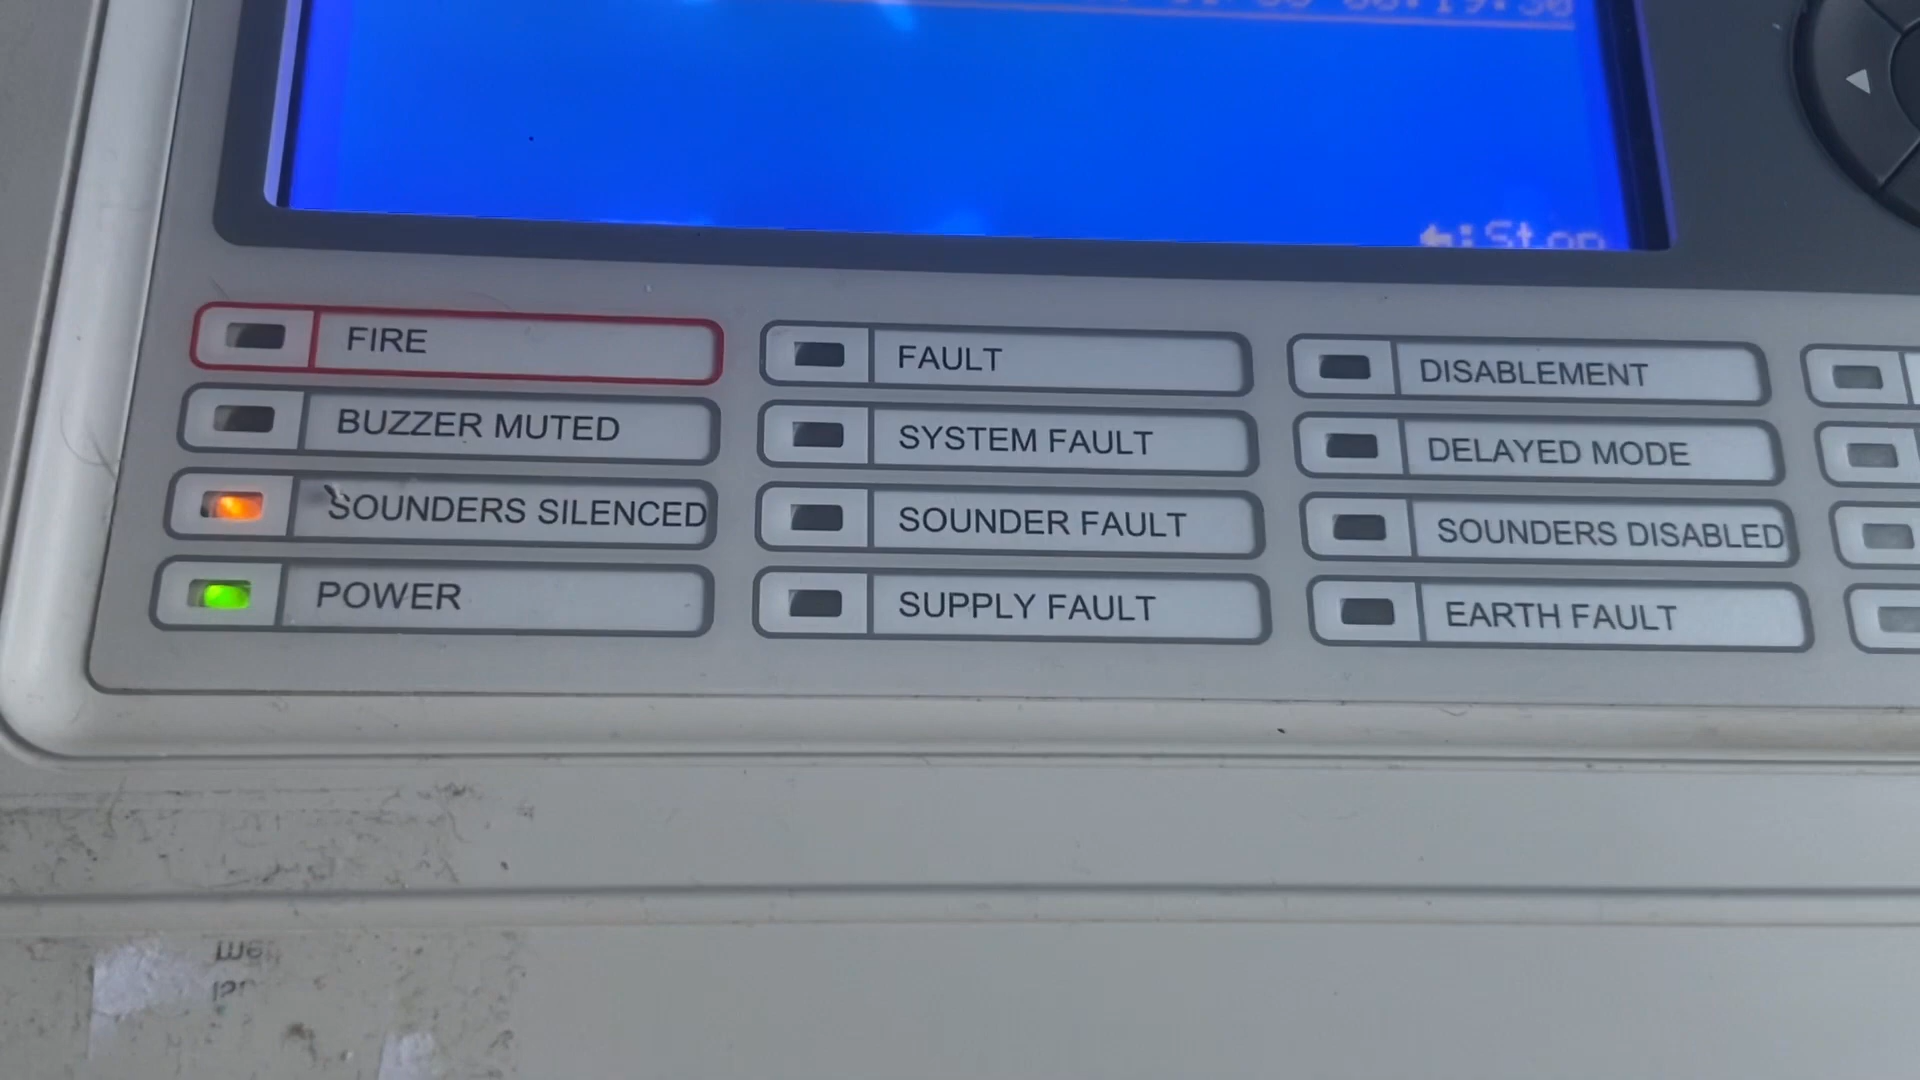 :Stop
FIRE
FAULT
DISABLEMENT
BUZZER MUTED
SYSTEM FAULT
DELAYED MODE
SOUNDERS SILENCED
SOUNDER FAULT
SOUNDERS DISABLED
POWER
SUPPLY FAULT
EARTH FAULT